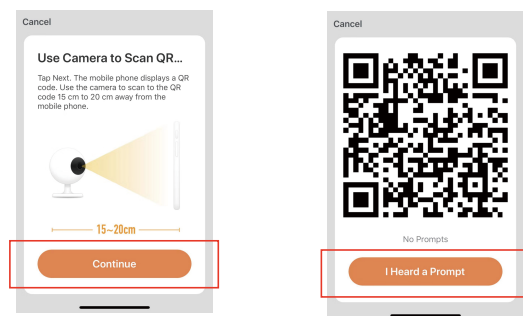 Cancel
Use Camera to Scan QR...
Tap Next. The mobile phone displays a QR
code. Use the camera to scan to the QR
code 15 cm to 20 cm away from the
mobile phone.
15~20cm
Continue
Cancel
No Prompts
I Heard a Prompt